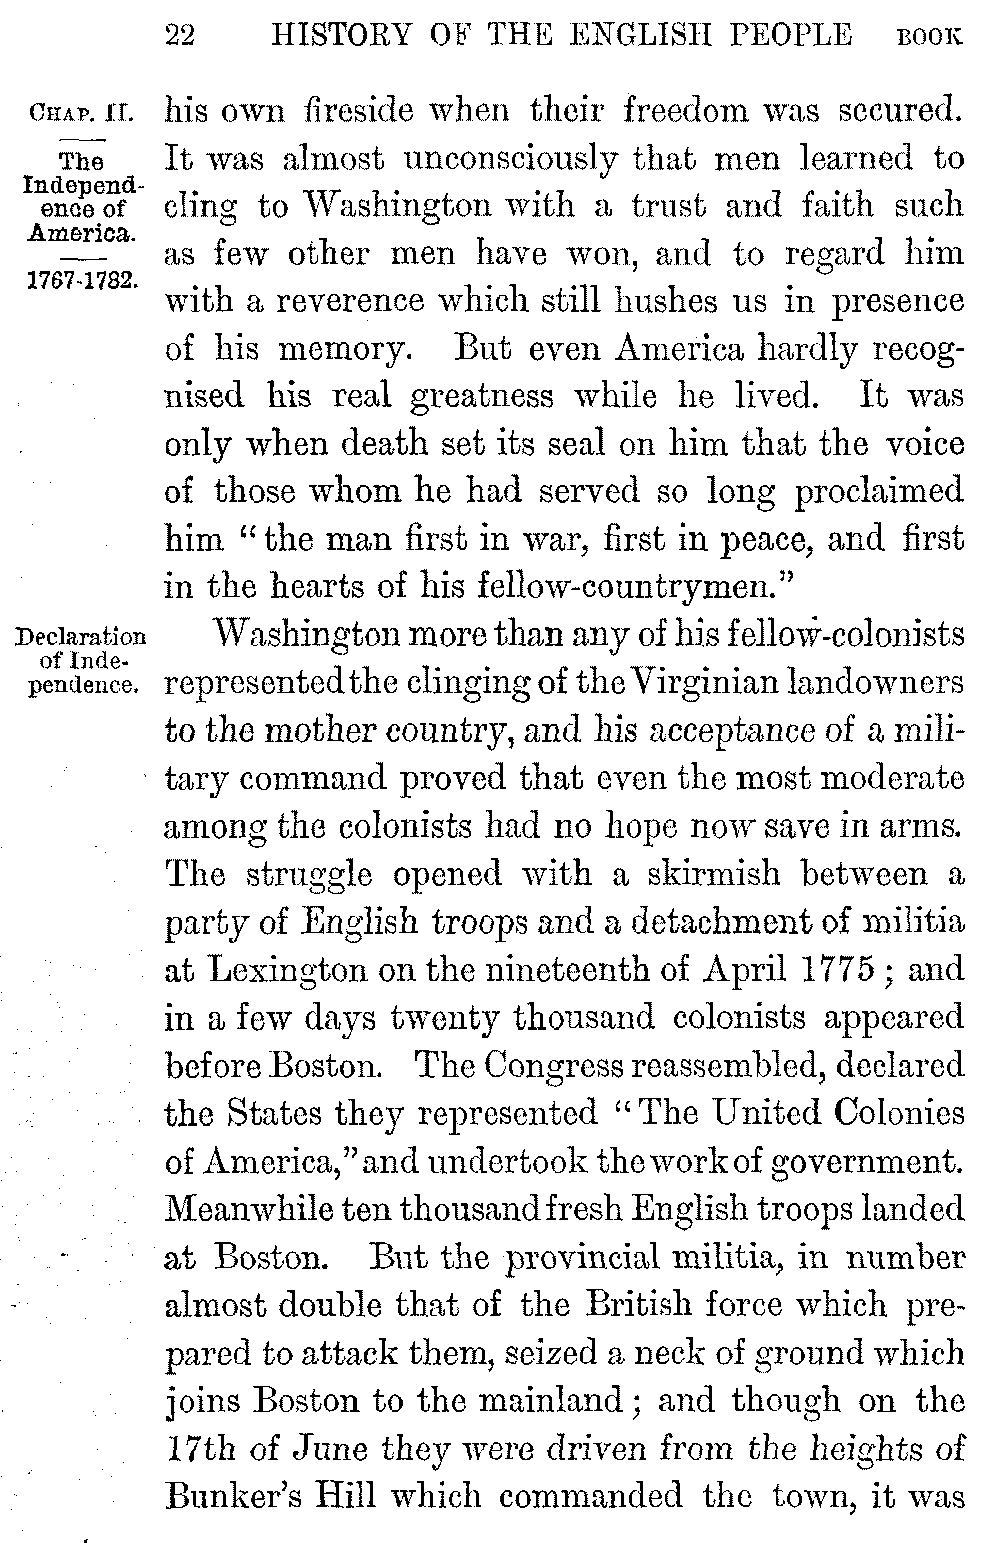 22 HISTORY OF THE ENGLISH PEOPLE BOOK
CHAP. II.
The
Independ-
ence of
America.
1767-1782.
his own fireside when their freedom was secured.
It was almost unconsciously that men learned to
cling to Washington with a trust and faith such
as few other men have won, and to regard him
with a reverence which still hushes us in presence
of his memory. But even America hardly recog-
nised his real greatness while he lived. It was
only when death set its seal on him that the voice
of those whom he had served so long proclaimed
him “the man first in war, first in peace, and first
in the hearts of his fellow-countrymen.”
Declaration
of Inde-
pendence.
Washington more than any of his fellow-colonists
represented the clinging of the Virginian landowners
to the mother country, and his acceptance of a mili-
tary command proved that even the most moderate
among the colonists had no hope now save in arms.
The struggle opened with a skirmish between a
party of English troops and a detachment of militia
at Lexington on the nineteenth of April 1775; and
in a few days twenty thousand colonists appeared
before Boston. The Congress reassembled, declared
the States they represented “The United Colonies
of America,” and undertook the work of government.
Meanwhile ten thousand fresh English troops landed
at Boston. But the provincial militia, in number
almost double that of the British force which pre-
pared to attack them, seized a neck of ground which
joins Boston to the mainland; and though on the
17th of June they were driven from the heights of
Bunker's Hill which commanded the town, it was